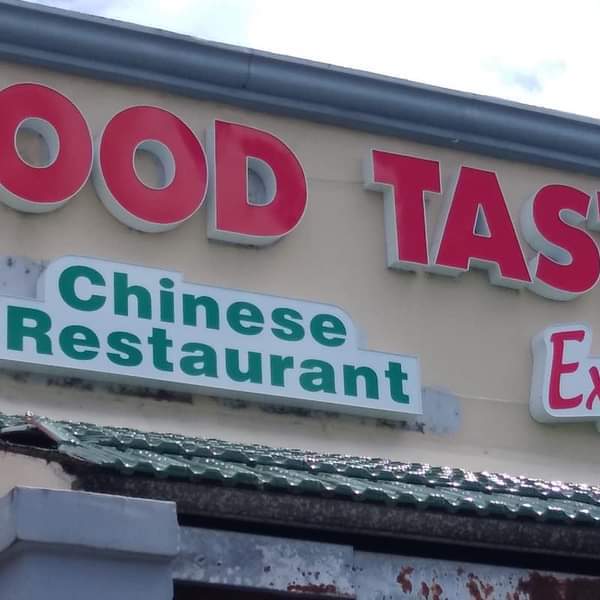 OOD TAS
Chinese
Restaurant
Ex